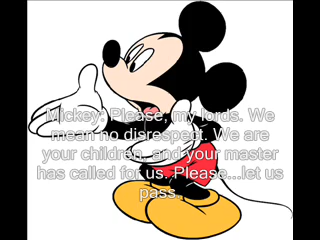 Mickey: Please, my lords. We
mean no disrespect. We are
your children, and your master
has called for us. Please...let us
pass.